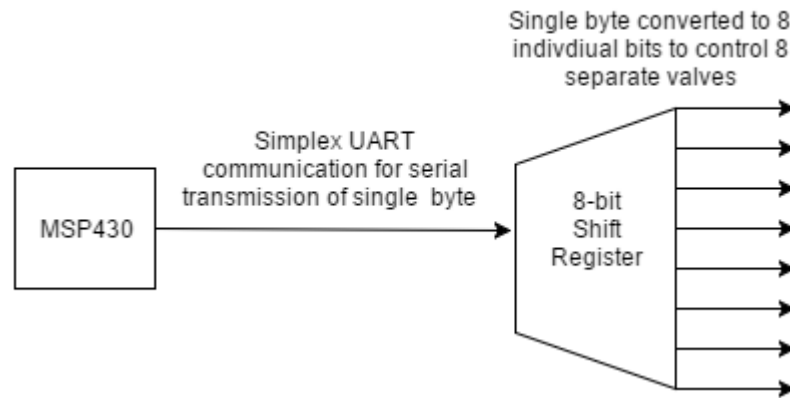 Single byte converted to 8
indivdiual bits to control 8
separate valves
Simplex UART
communication for serial
transmission of single byte
MSP430
8-bit
Shift
Register